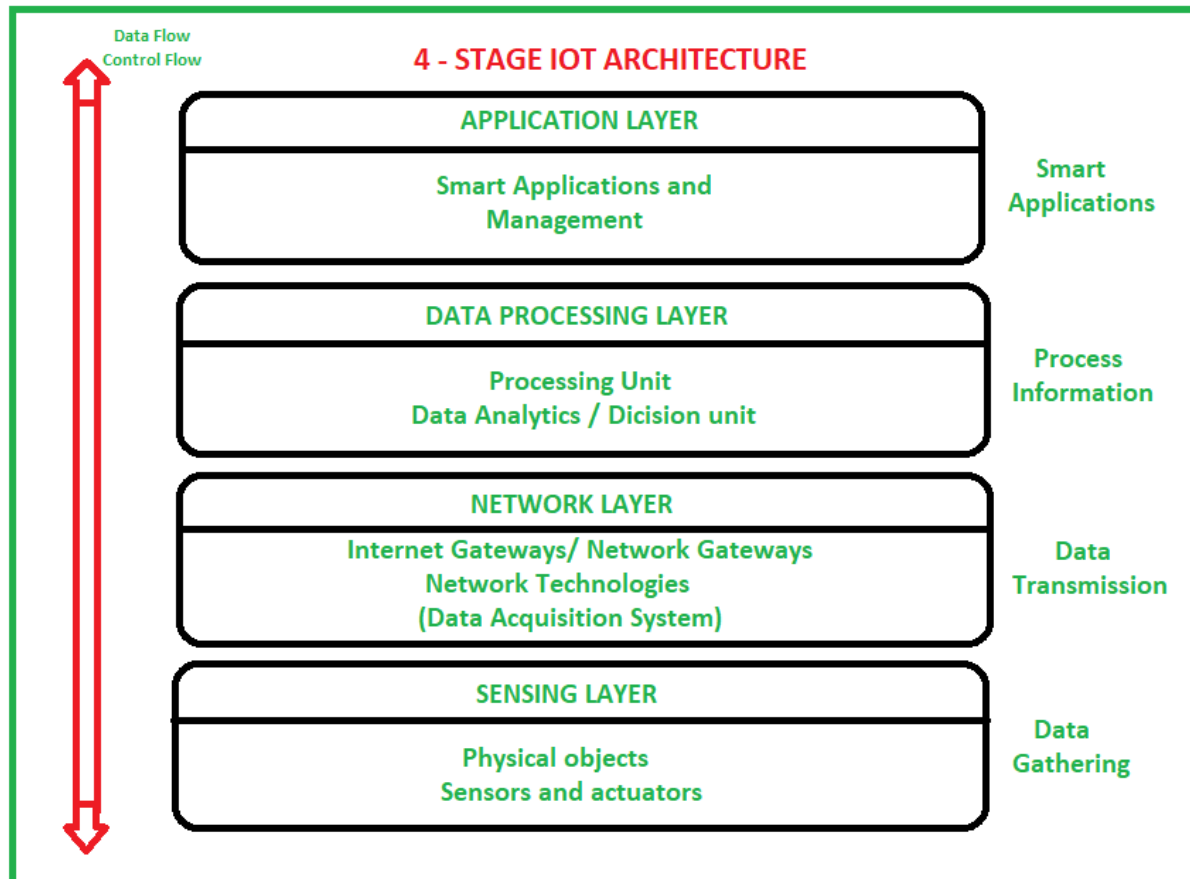 Data Flow
Control Flow
4 - STAGE IOT ARCHITECTURE
APPLICATION LAYER
Smart Applications and
Management
Smart
Applications
DATA PROCESSING LAYER
Processing Unit
Data Analytics / Dicision unit
Process
Information
NETWORK LAYER
Internet Gateways/ Network Gateways
Network Technologies
(Data Acquisition System)
Data
Transmission
SENSING LAYER
Physical objects
Sensors and actuators
Data
Gathering